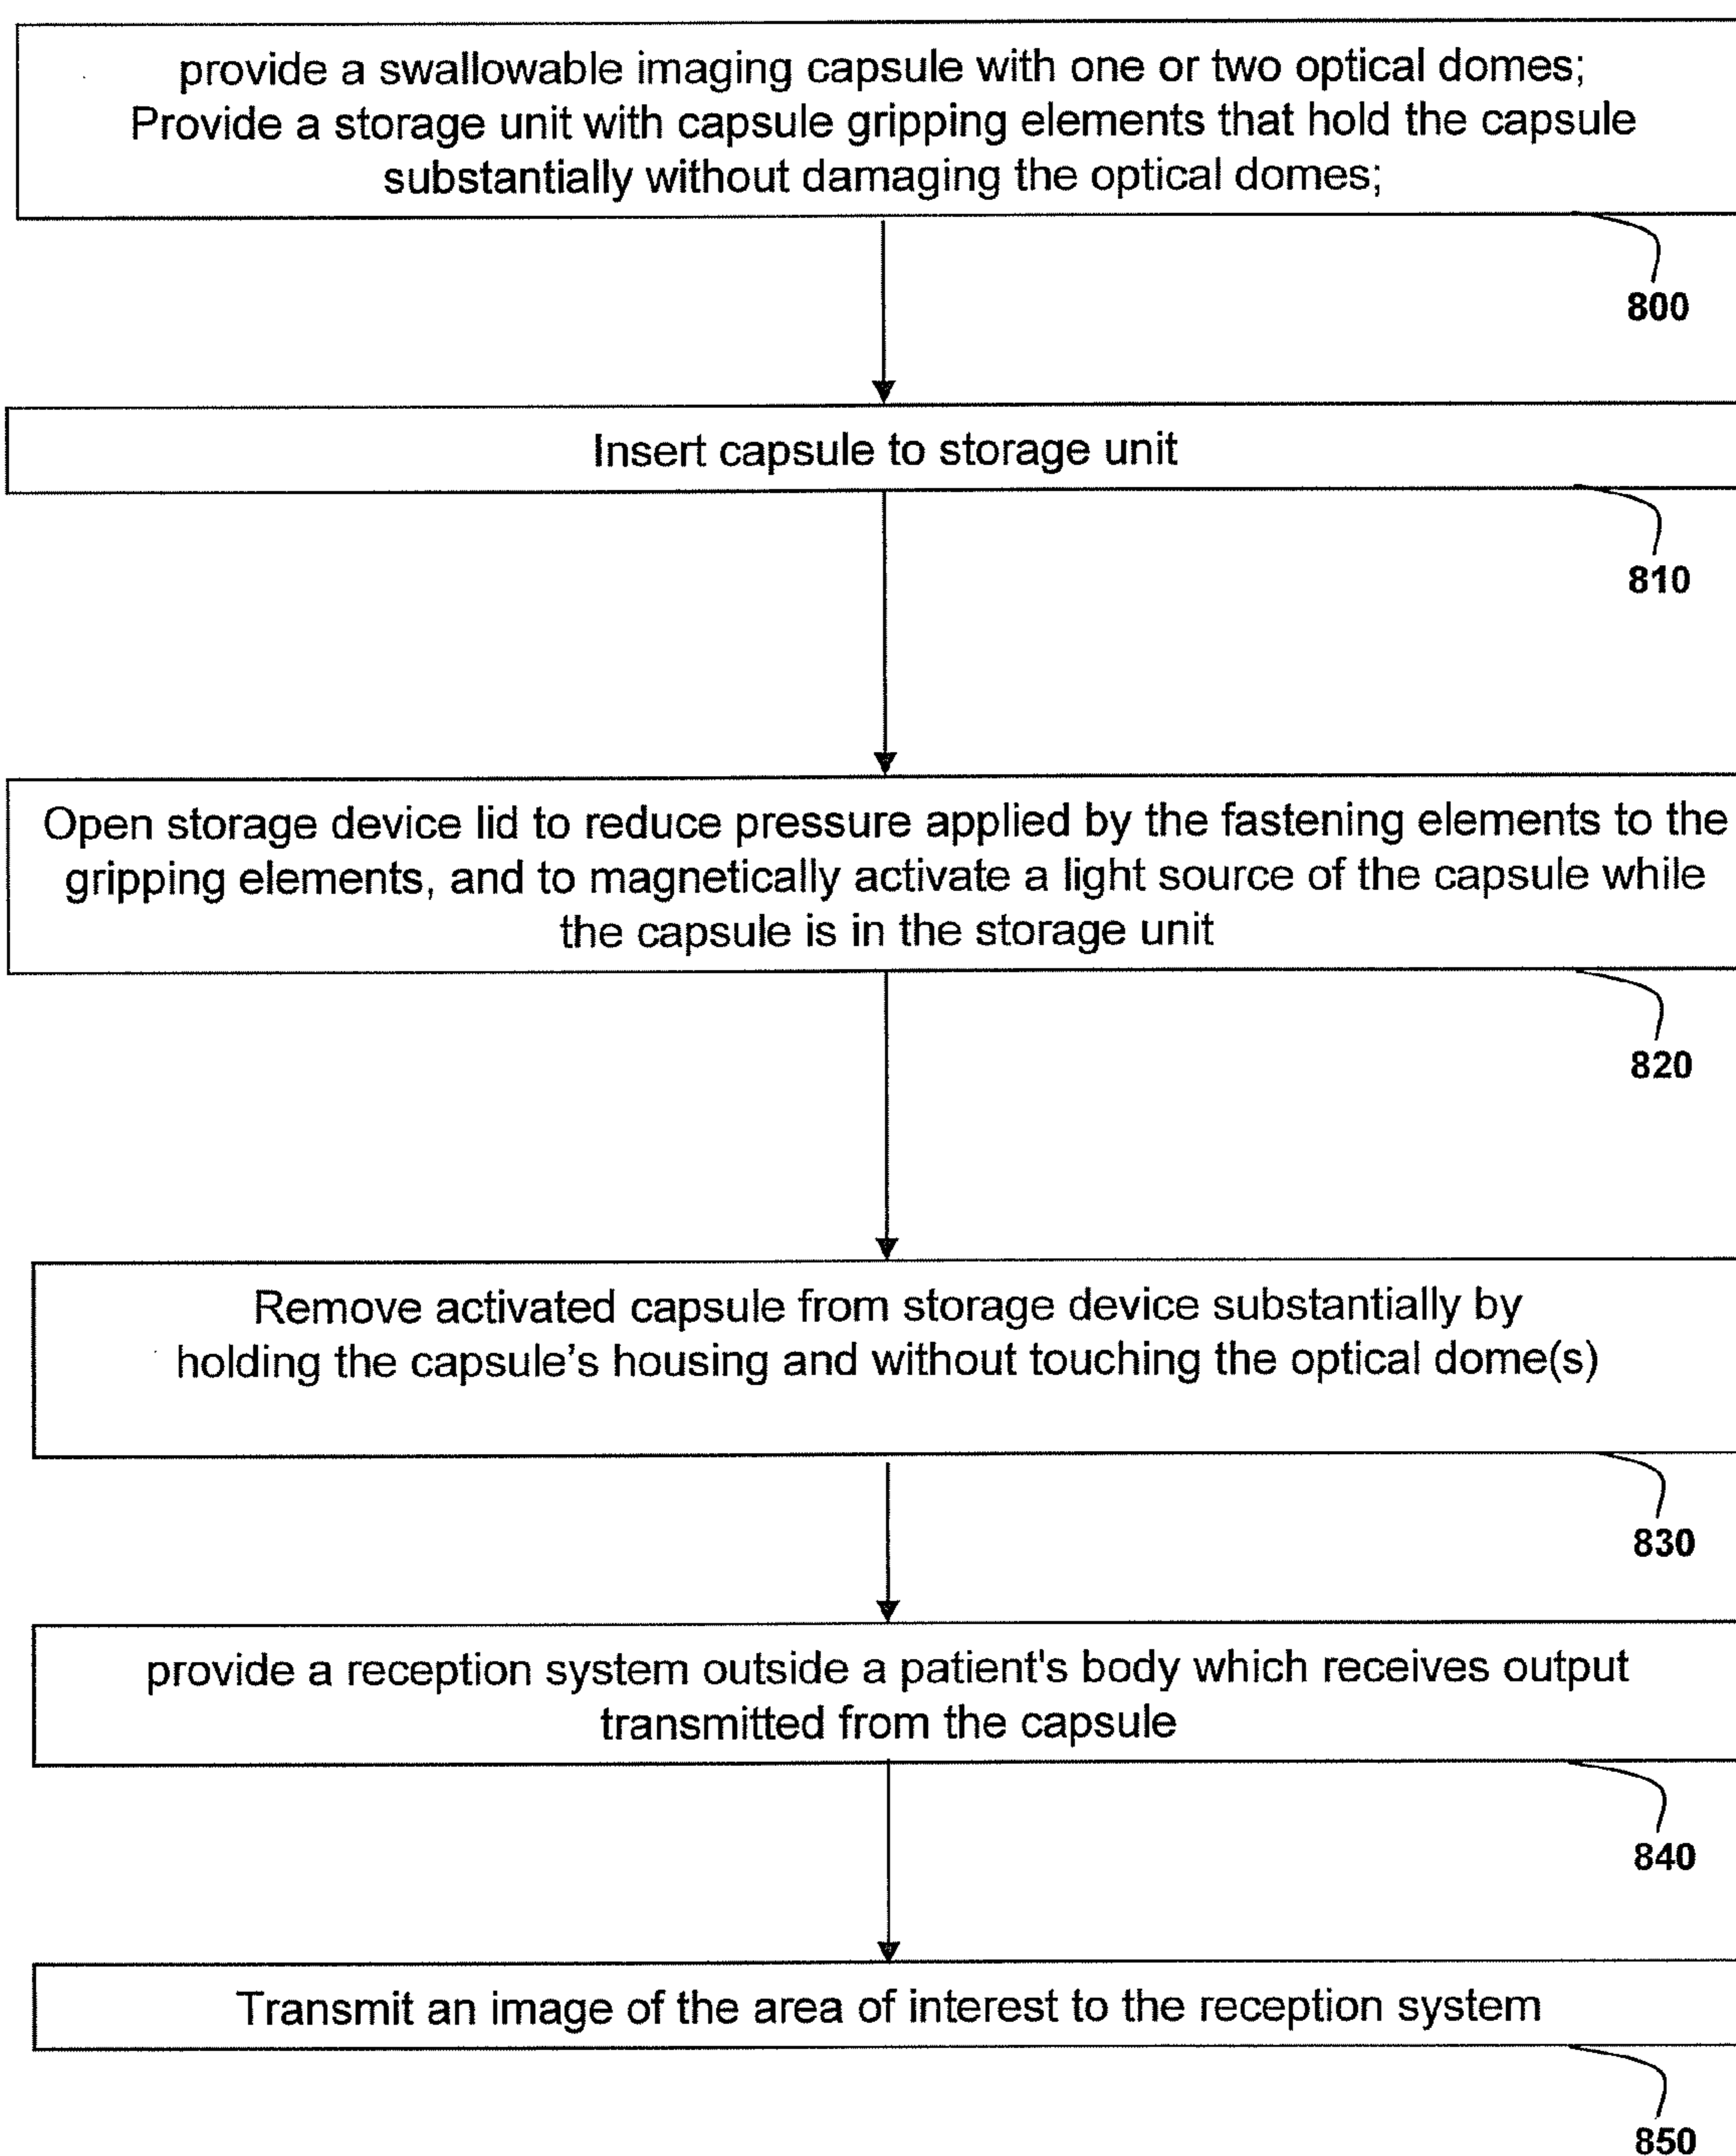 provide a swallowable imaging capsule with one or two optical domes;
Provide a storage unit with capsule gripping elements that hold the capsule
substantially without damaging the optical domes;
800
Insert capsule to storage unit
810
Open storage device lid to reduce pressure applied by the fastening elements to the
gripping elements, and to magnetically activate a light source of the capsule while
the capsule is in the storage unit
820
Remove activated capsule from storage device substantially by
holding the capsule's housing and without touching the optical dome(s)
830
provide a reception system outside a patient's body which receives output
transmitted from the capsule
840
Transmit an image of the area of interest to the reception system
850